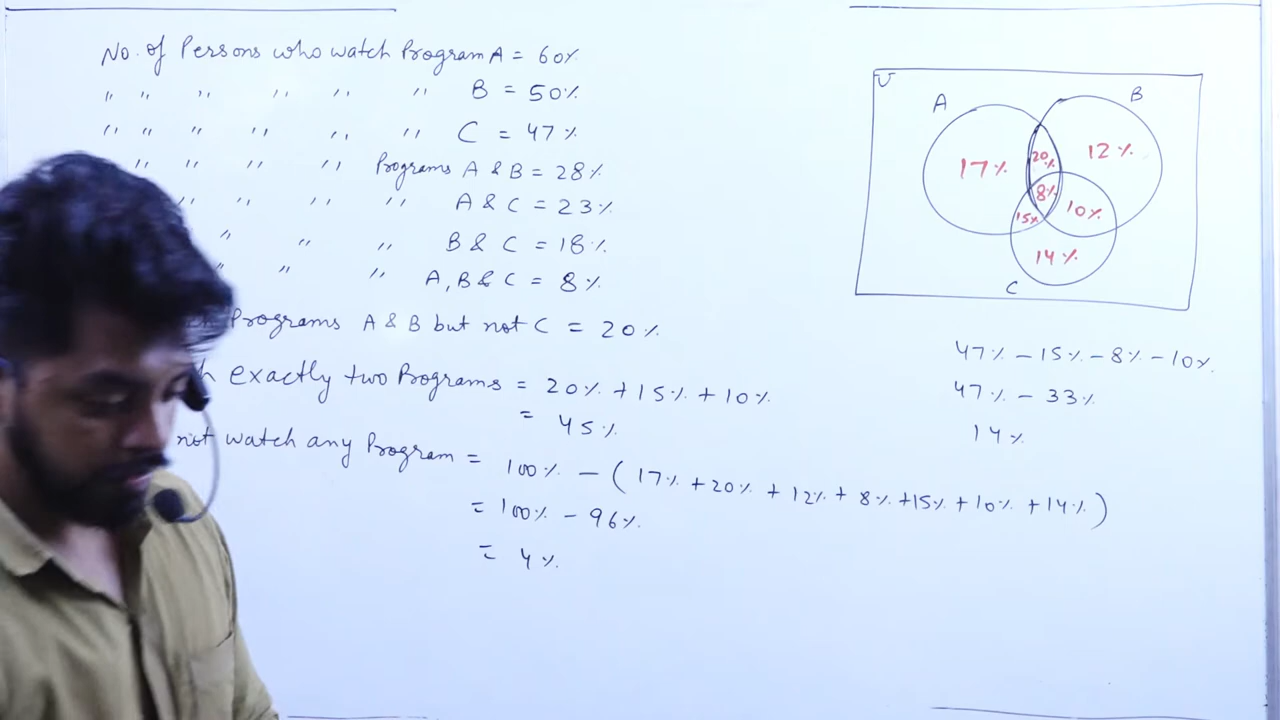 No. of Persons who watch Program A = 60%
〃 〃 〃 〃 〃 〃 B = 50%
〃 〃 〃 〃 〃 〃 C = 47%
〃 〃 〃 Programs A & B = 28%
〃 〃 〃 〃 A & C = 23%
〃 〃 〃 B & C = 18%
〃 〃 〃 A, B & C = 8%
Programs A & B but not C = 20%
exactly two Programs = 20% + 15% + 10%
= 45%
not watch any Program = 100% - (17% + 20% + 12% + 8% + 15% + 10% + 14%)
= 100% - 96%
= 4%
U
A B
17% 20% 12%
8%
15% 10%
14%
C
47% - 15% - 8% - 10%
47% - 33%
14%